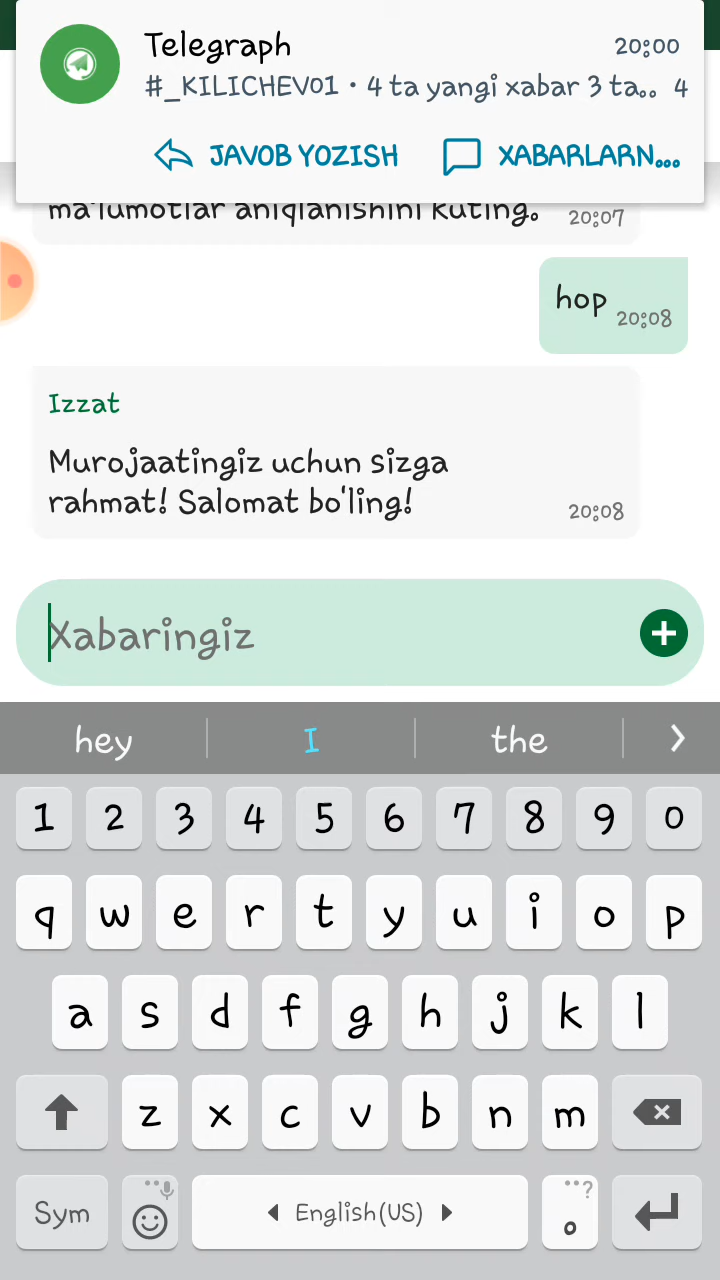 Telegraph 20:00
#_KILICHEV01 • 4 ta yangi xabar 3 ta.. 4
JAVOB YOZISH XABARLARN...
ma'lumotlar aniqlanishini kuting. 20:07
hop 20:08
Izzat
Murojaatingiz uchun sizga
rahmat! Salomat bo'ling! 20:08
Xabaringiz
hey I the
1 2 3 4 5 6 7 8 9 0
q w e r t y u i o p
a s d f g h j k l
z x c v b n m
Sym English(US) ? .